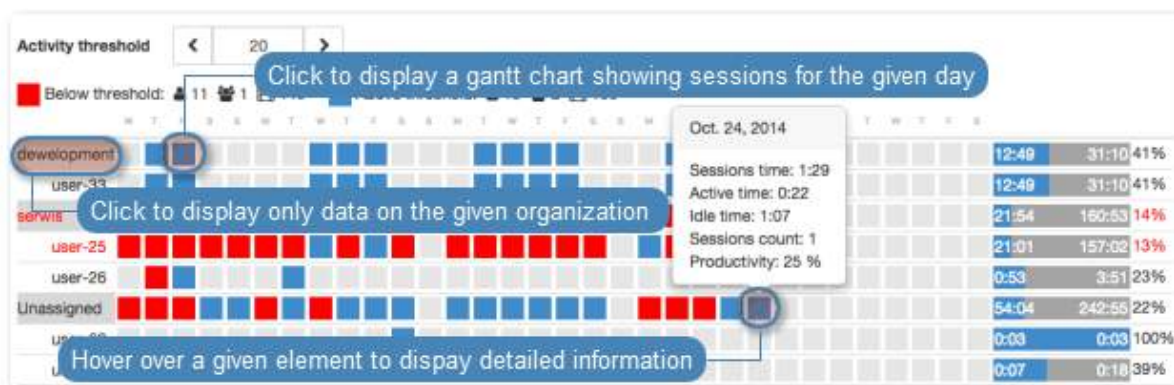 Activity threshold < 20 >
Click to display a gantt chart showing sessions for the given day
Below threshold: 11 1
M T F S S M T W T F S S M T W T F S S M T W T F S
Oct. 24, 2014
dewelopment 12:49 31:10 41%
Sessions time: 1:29
user-33 12:49 31:10 41%
Active time: 0:22
Click to display only data on the given organization
Idle time: 1:07
serwis 21:54 160:53 14%
Sessions count: 1
user-25 21:01 157:02 13%
Productivity: 25 %
user-26 0:53 3:51 23%
Unassigned 54:04 242:55 22%
0:03 0:03 100%
Hover over a given element to dispay detailed information
0:07 0:18 39%